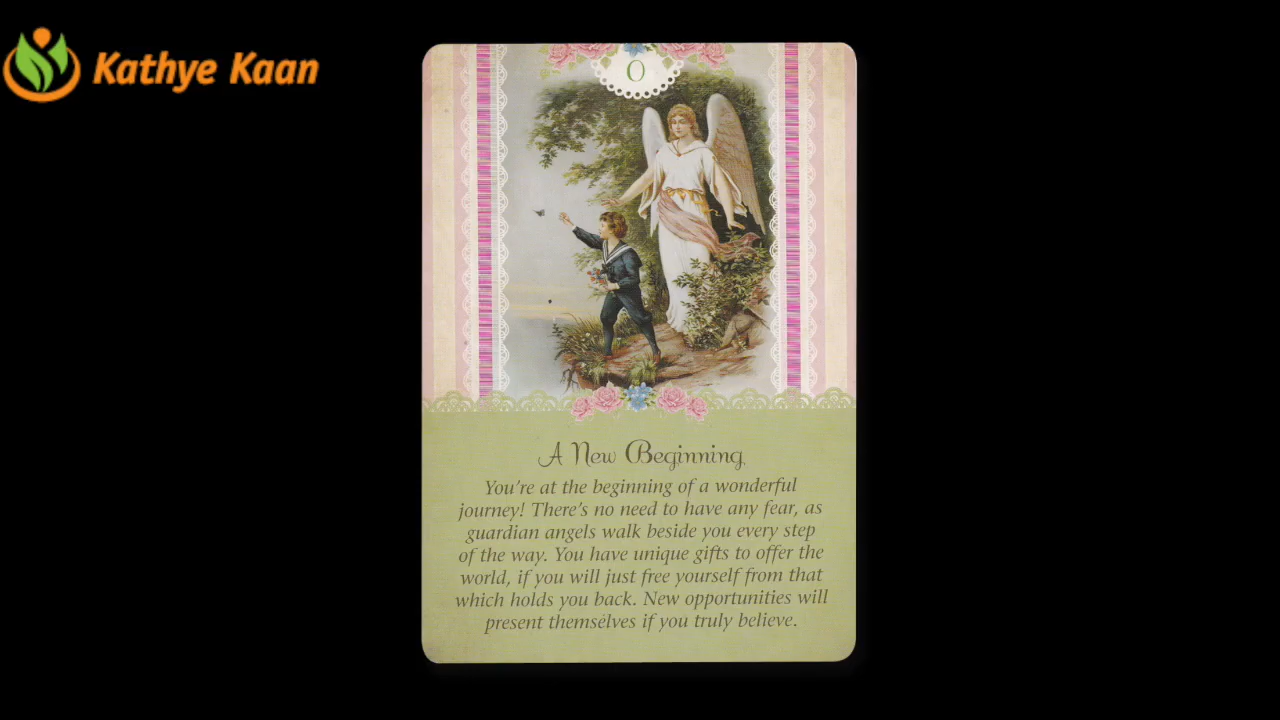 Kathye Kaan
0
A New Beginning
You're at the beginning of a wonderful
journey! There's no need to have any fear, as
guardian angels walk beside you every step
of the way. You have unique gifts to offer the
world, if you will just free yourself from that
which holds you back. New opportunities will
present themselves if you truly believe.